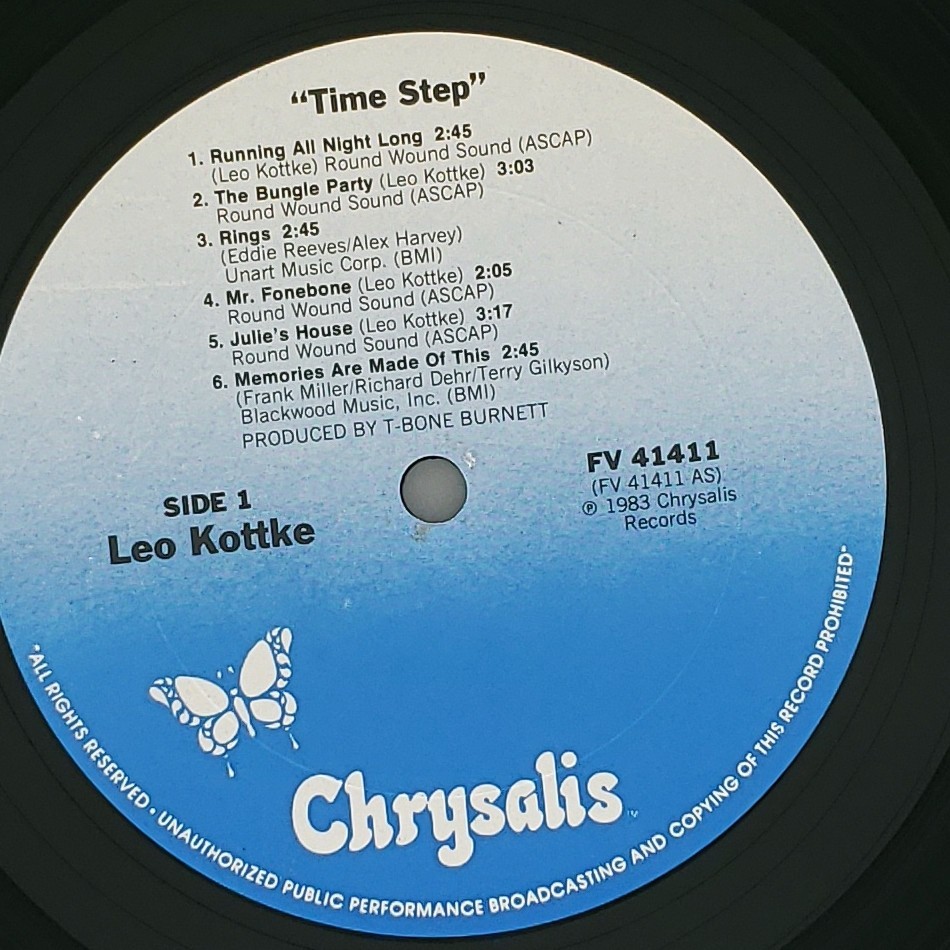 “Time Step”
1. Running All Night Long 2:45
(Leo Kottke) Round Wound Sound (ASCAP)
2. The Bungle Party (Leo Kottke) 3:03
Round Wound Sound (ASCAP)
3. Rings 2:45
(Eddie Reeves/Alex Harvey)
Unart Music Corp. (BMI)
4. Mr. Fonebone (Leo Kottke) 2:05
Round Wound Sound (ASCAP)
5. Julie's House (Leo Kottke) 3:17
Round Wound Sound (ASCAP)
6. Memories Are Made Of This 2:45
(Frank Miller/Richard Dehr/Terry Gilkyson)
Blackwood Music, Inc. (BMI)
PRODUCED BY T-BONE BURNETT
SIDE 1
Leo Kottke
FV 41411
(FV 41411 AS)
℗ 1983 Chrysalis
Records
Chrysalis™
"ALL RIGHTS RESERVED • UNAUTHORIZED PUBLIC PERFORMANCE BROADCASTING AND COPYING OF THIS RECORD PROHIBITED"